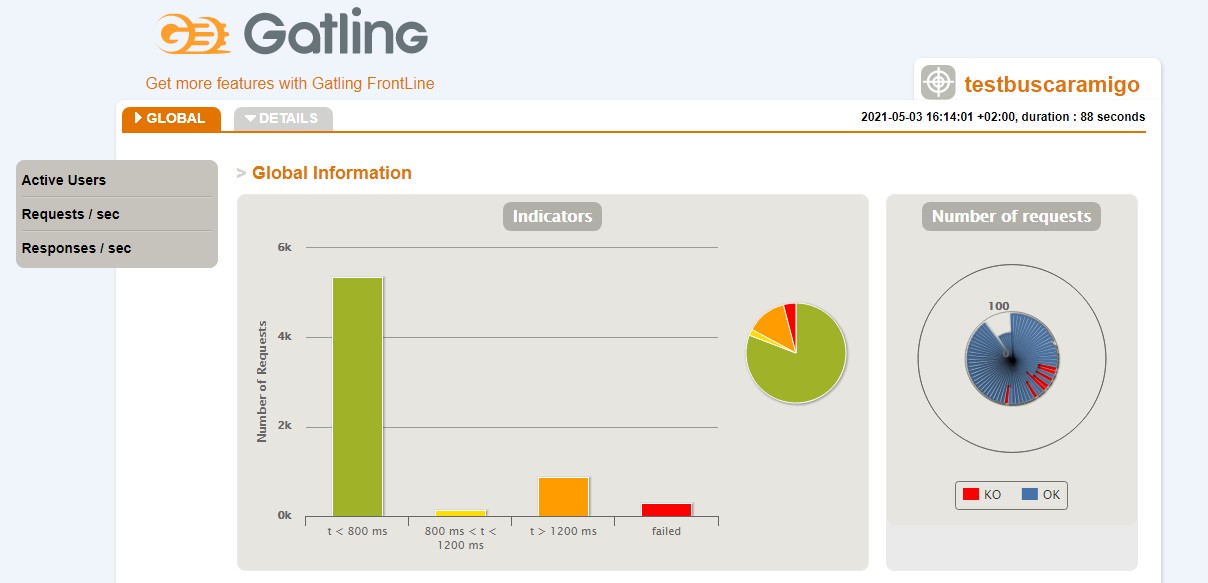 Gatling
Get more features with Gatling FrontLine
testbuscaramigo
GLOBAL
DETAILS
2021-05-03 16:14:01 +02:00, duration : 88 seconds
Active Users
Requests / sec
Responses / sec
> Global Information
Indicators
Number of Requests
6k
4k
2k
0k
t < 800 ms
800 ms < t <
1200 ms
t > 1200 ms
failed
Number of requests
100
0
KO
OK